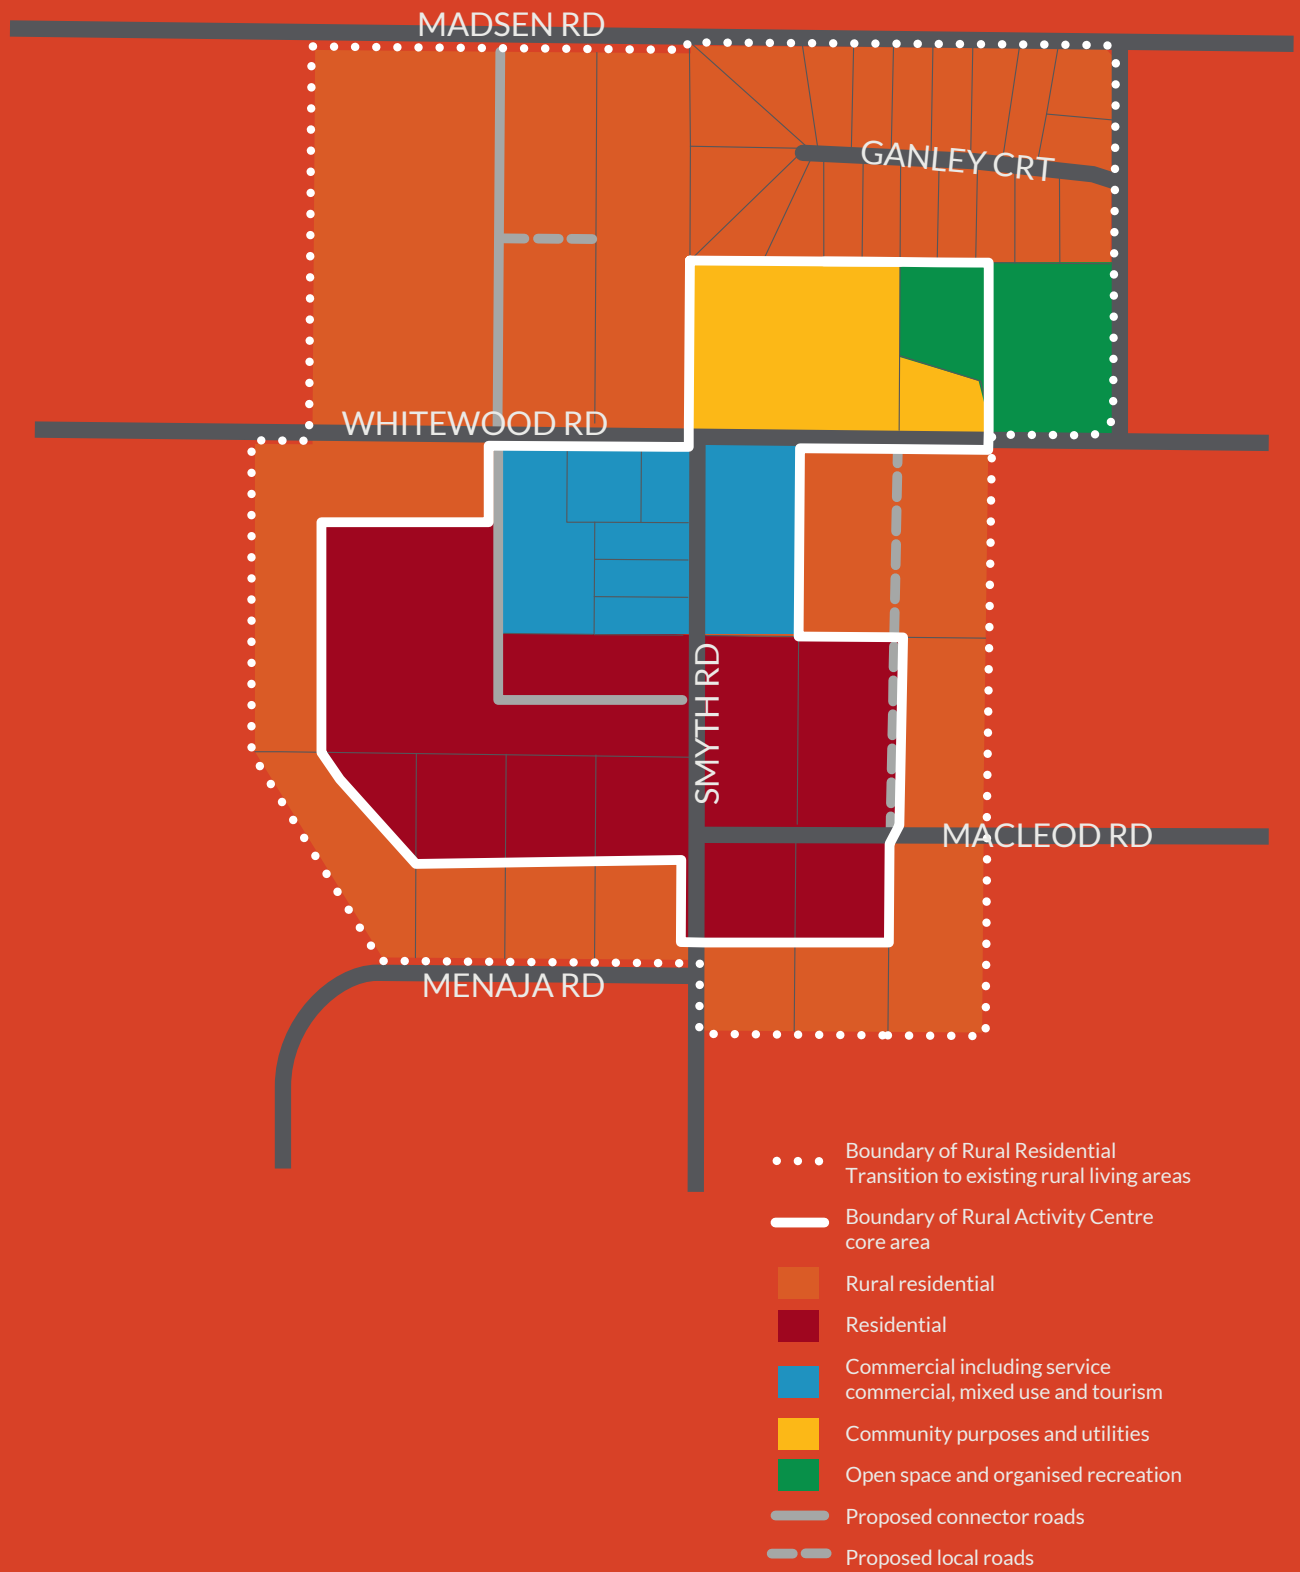 MADSEN RD
GANLEY CRT
WHITEWOOD RD
SMYTH RD
MACLEOD RD
MENAJA RD
Boundary of Rural Residential
Transition to existing rural living areas
Boundary of Rural Activity Centre
core area
Rural residential
Residential
Commercial including service
commercial, mixed use and tourism
Community purposes and utilities
Open space and organised recreation
Proposed connector roads
Proposed local roads